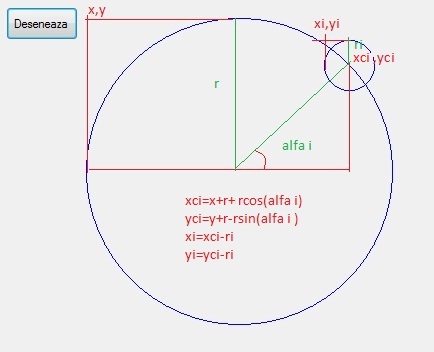 Deseneaza
x,y
xi,yi
ri
xci ,yci
r
alfa i
xci=x+r+ rcos(alfa i)
yci=y+r-rsin(alfa i )
xi=xci-ri
yi=yci-ri